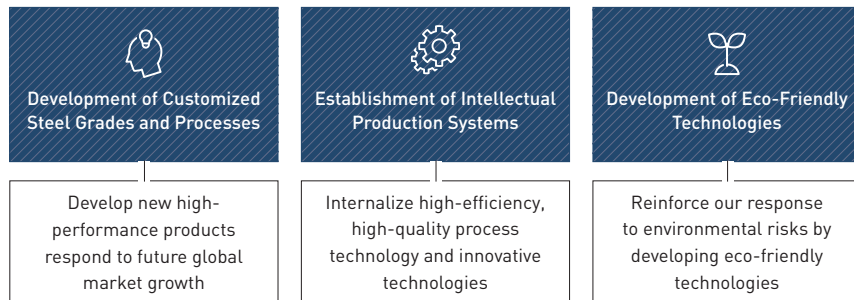 Development of Customized
Steel Grades and Processes
Develop new high-
performance products
respond to future global
market growth
Establishment of Intellectual
Production Systems
Internalize high-efficiency,
high-quality process
technology and innovative
technologies
Development of Eco-Friendly
Technologies
Reinforce our response
to environmental risks by
developing eco-friendly
technologies